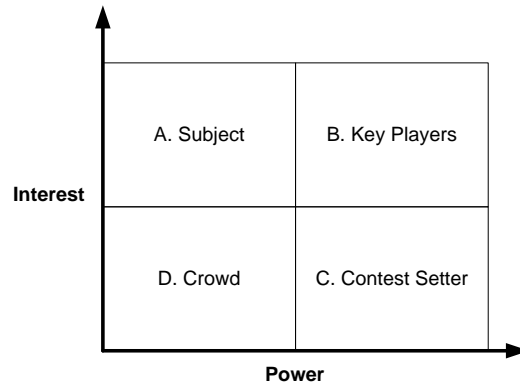 A. Subject
B. Key Players
Interest
D. Crowd
C. Contest Setter
Power